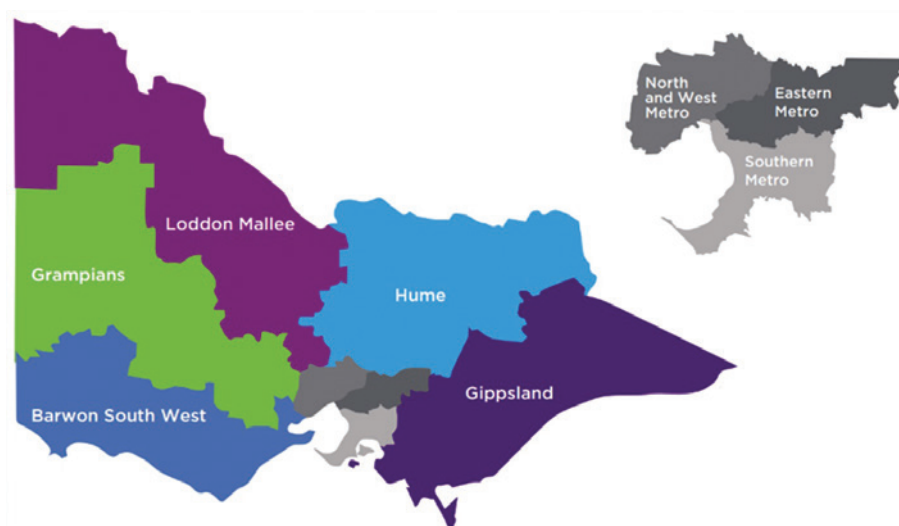 North
and West
Metro
Eastern
Metro
Southern
Metro
Loddon Mallee
Grampians
Hume
Gippsland
Barwon South West